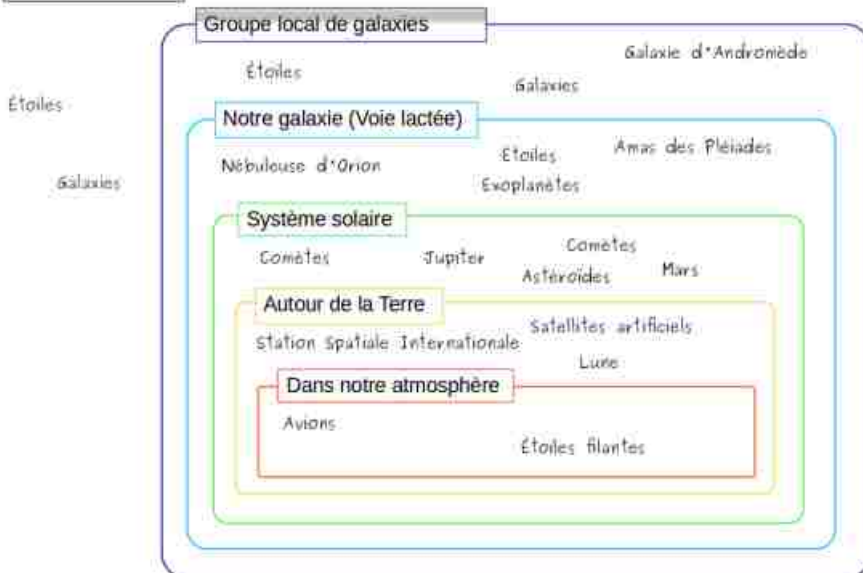 Groupe local de galaxies
Galaxie d'Andromède
Étoiles
Galaxies
Étoiles
Galaxies
Notre galaxie (Voie lactée)
Nébuleuse d'Orion
Etoiles
Amas des Pléiades
Exoplanètes
Système solaire
Comètes
Jupiter
Comètes
Astéroïdes
Mars
Autour de la Terre
Station Spatiale Internationale
Satellites artificiels
Lune
Dans notre atmosphère
Avions
Étoiles filantes